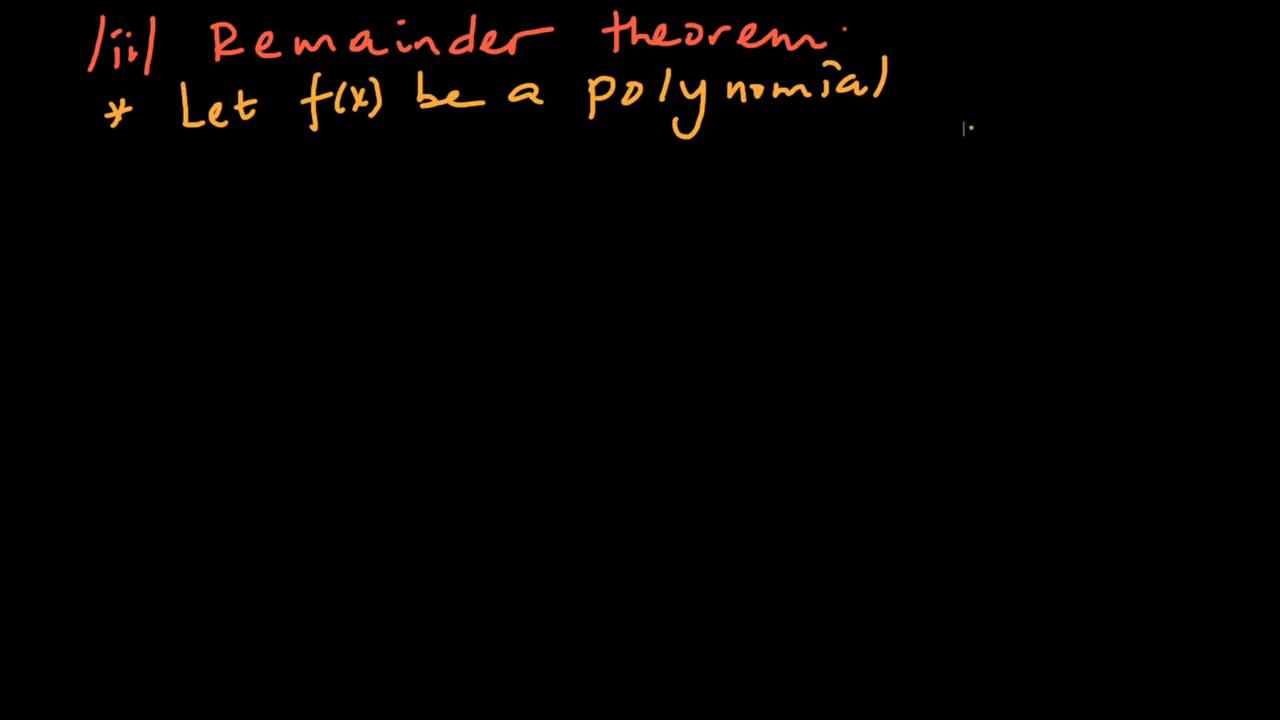 /ii/ Remainder theorem.
* Let f(x) be a polynomial